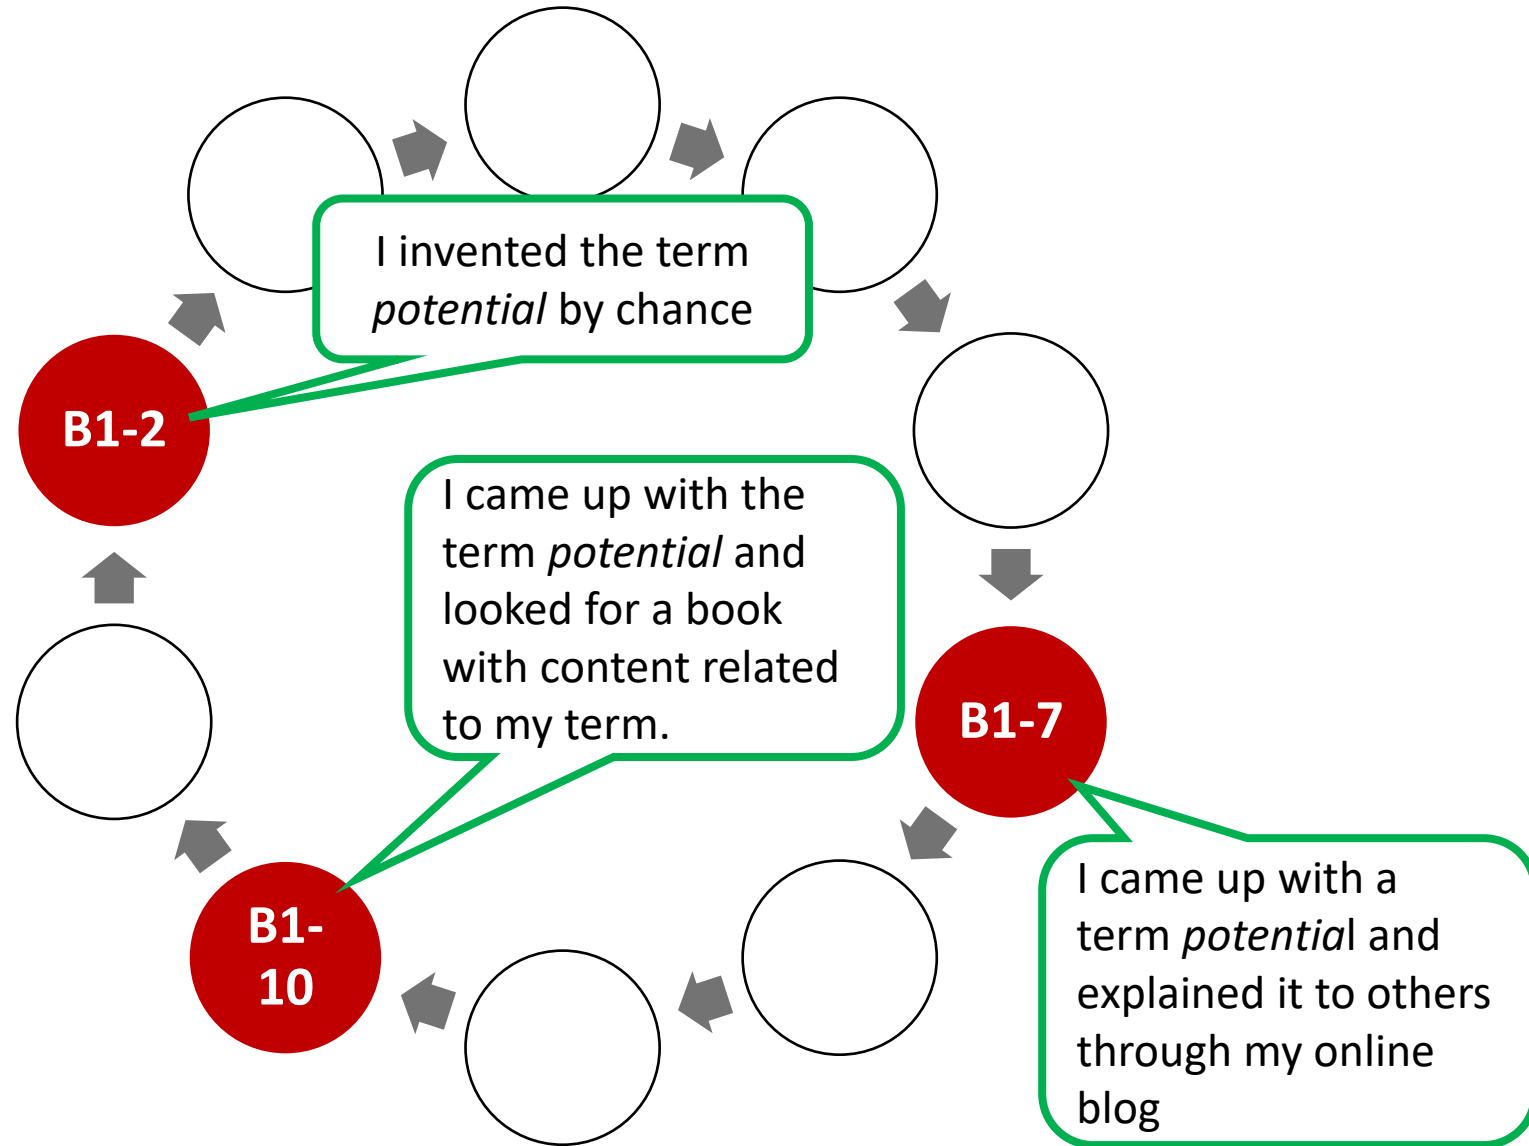 I invented the term
potential by chance
B1-2
I came up with the
term potential and
looked for a book
with content related
to my term.
B1-7
B1-
10
I came up with a
term potential and
explained it to others
through my online
blog